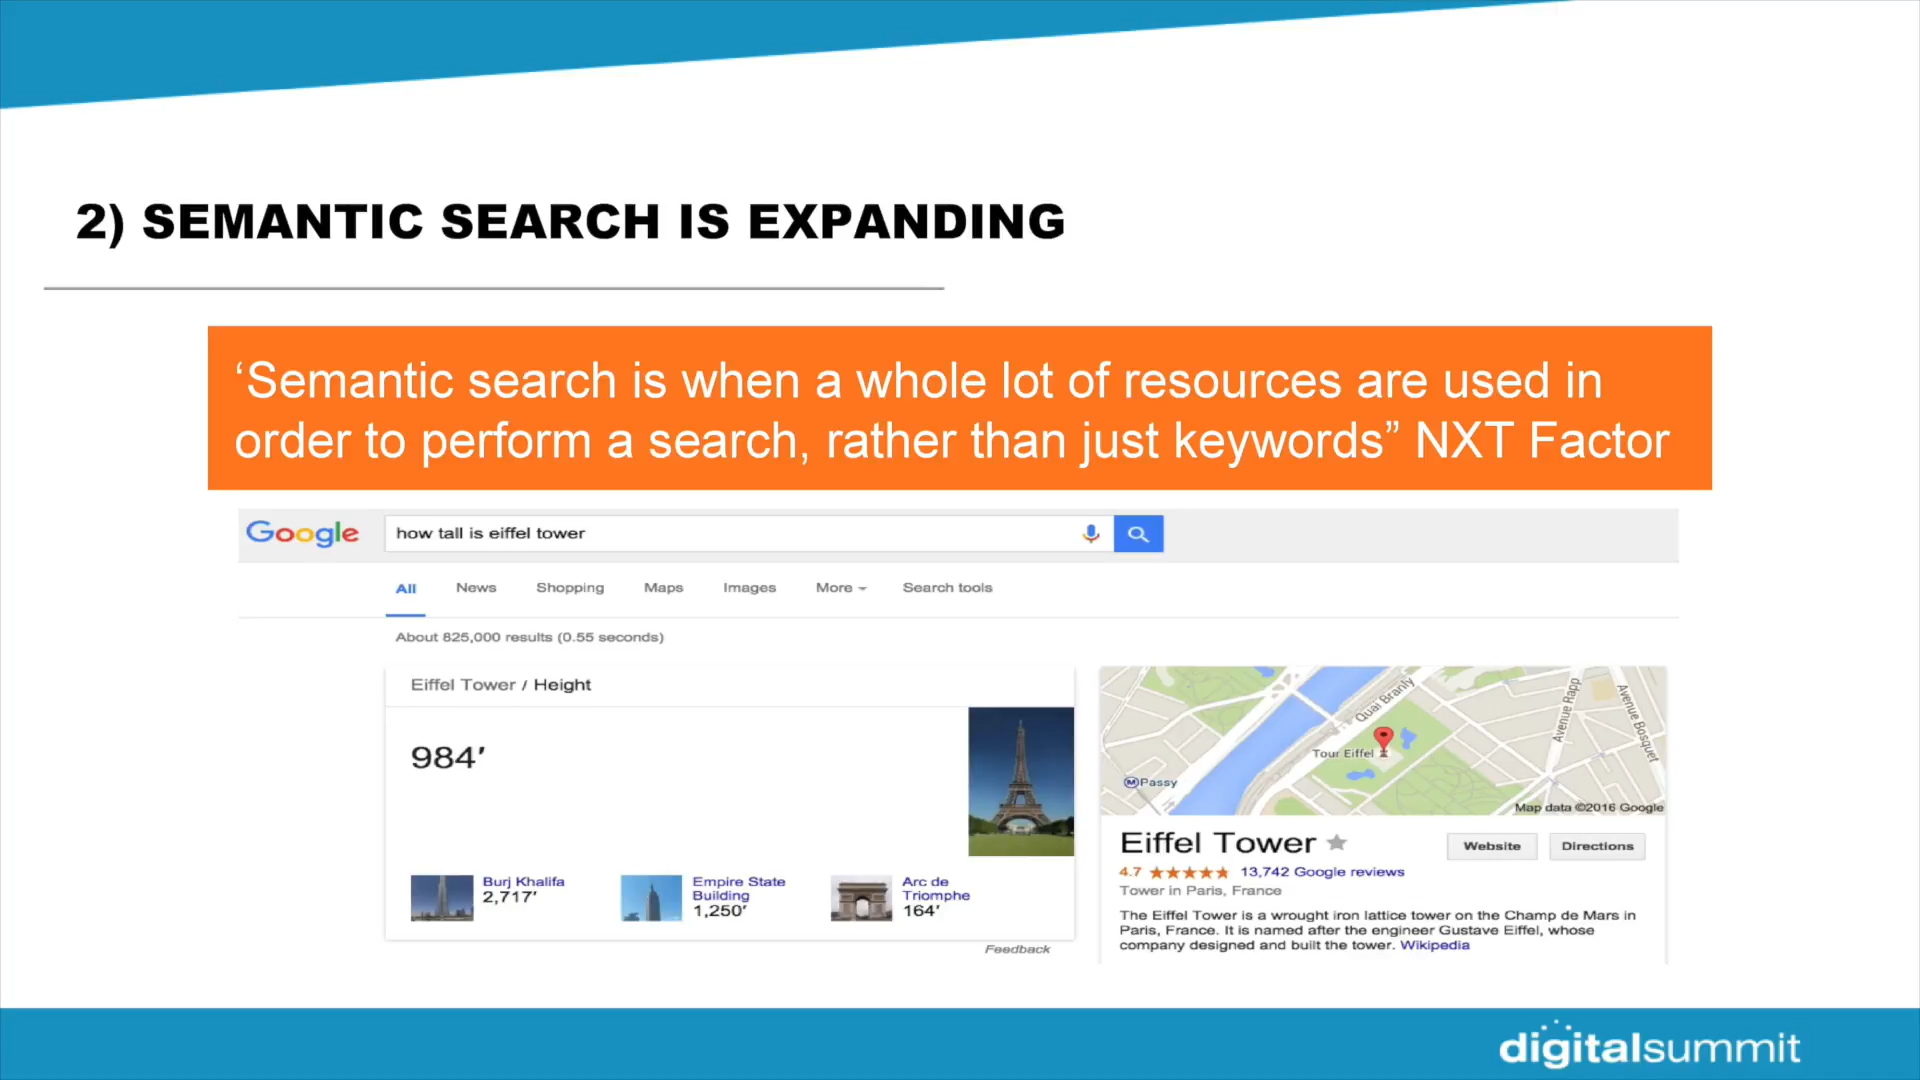 2) SEMANTIC SEARCH IS EXPANDING
‘Semantic search is when a whole lot of resources are used in
order to perform a search, rather than just keywords” NXT Factor
Google
how tall is eiffel tower
All News Shopping Maps Images More Search tools
About 825,000 results (0.55 seconds)
Eiffel Tower / Height
984′
Burj Khalifa
2,717′
Empire State
Building
1,250′
Arc de
Triomphe
164′
Feedback
Quai Branly
Avenue Rapp
Avenue Bosquet
Tour Eiffel
M Passy
Map data ©2016 Google
Eiffel Tower
Website
Directions
4.7 13,742 Google reviews
Tower in Paris, France
The Eiffel Tower is a wrought iron lattice tower on the Champ de Mars in
Paris, France. It is named after the engineer Gustave Eiffel, whose
company designed and built the tower. Wikipedia
digitalsummit